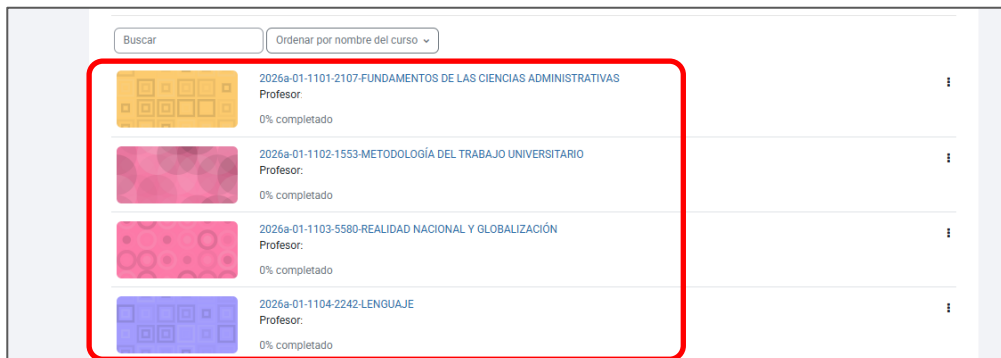 Buscar
Ordenar por nombre del curso
2026a-01-1101-2107-FUNDAMENTOS DE LAS CIENCIAS ADMINISTRATIVAS
Profesor:
0% completado
2026a-01-1102-1553-METODOLOGÍA DEL TRABAJO UNIVERSITARIO
Profesor:
0% completado
2026a-01-1103-5580-REALIDAD NACIONAL Y GLOBALIZACIÓN
Profesor:
0% completado
2026a-01-1104-2242-LENGUAJE
Profesor:
0% completado